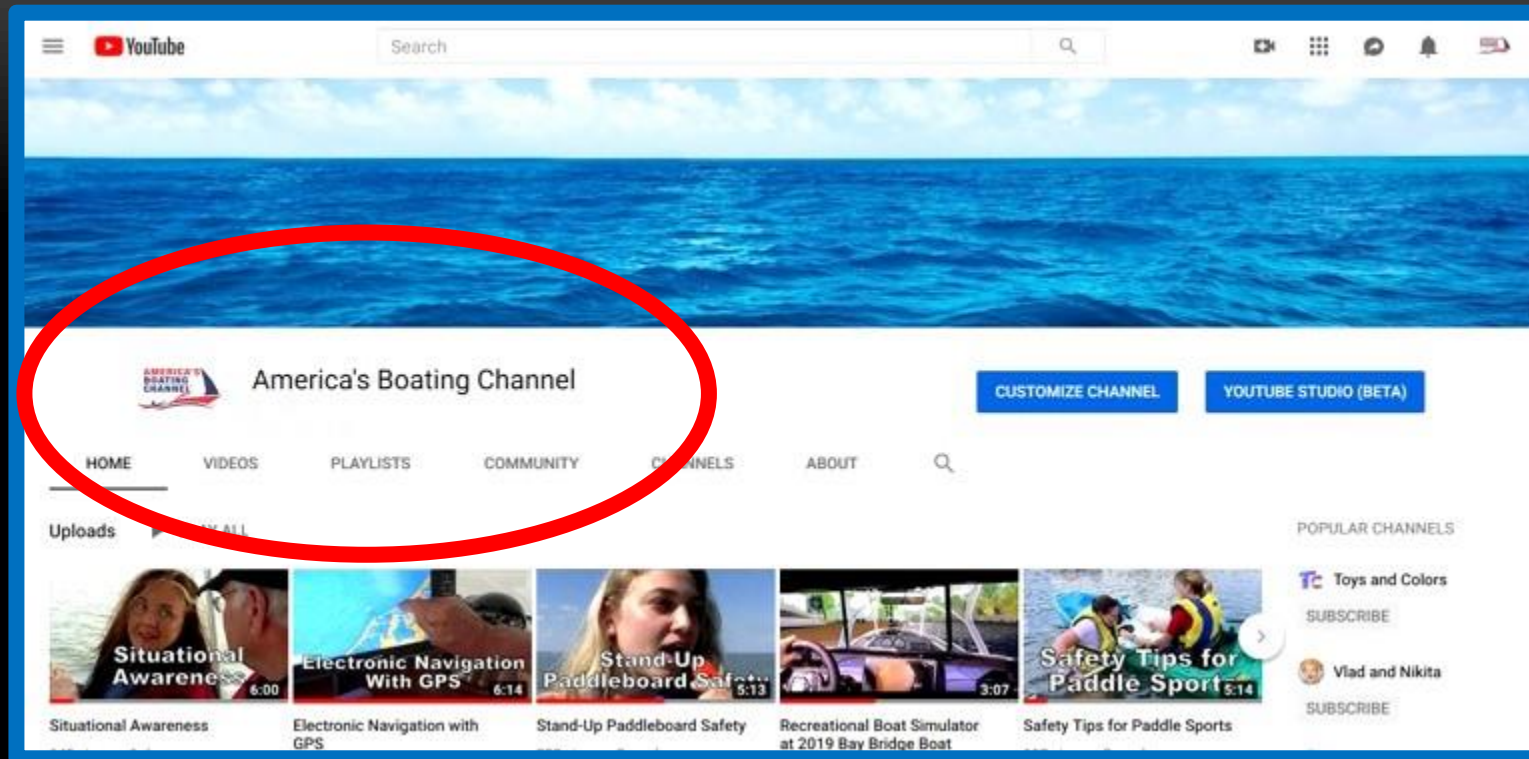 YouTube
Search
AMERICA'S
BOATING
CHANNEL
America's Boating Channel
CUSTOMIZE CHANNEL
YOUTUBE STUDIO (BETA)
HOME VIDEOS PLAYLISTS COMMUNITY CHANNELS ABOUT
Uploads
ALL
POPULAR CHANNELS
Situational
Awareness
6:00
Electronic Navigation
With GPS
6:14
Stand-Up
Paddleboard Safety
5:13
3:07
Safety Tips for
Paddle Sports
5:14
Situational Awareness
Electronic Navigation with
GPS
Stand-Up Paddleboard Safety
Recreational Boat Simulator
at 2019 Bay Bridge Boat
Safety Tips for Paddle Sports
Toys and Colors
SUBSCRIBE
Vlad and Nikita
SUBSCRIBE